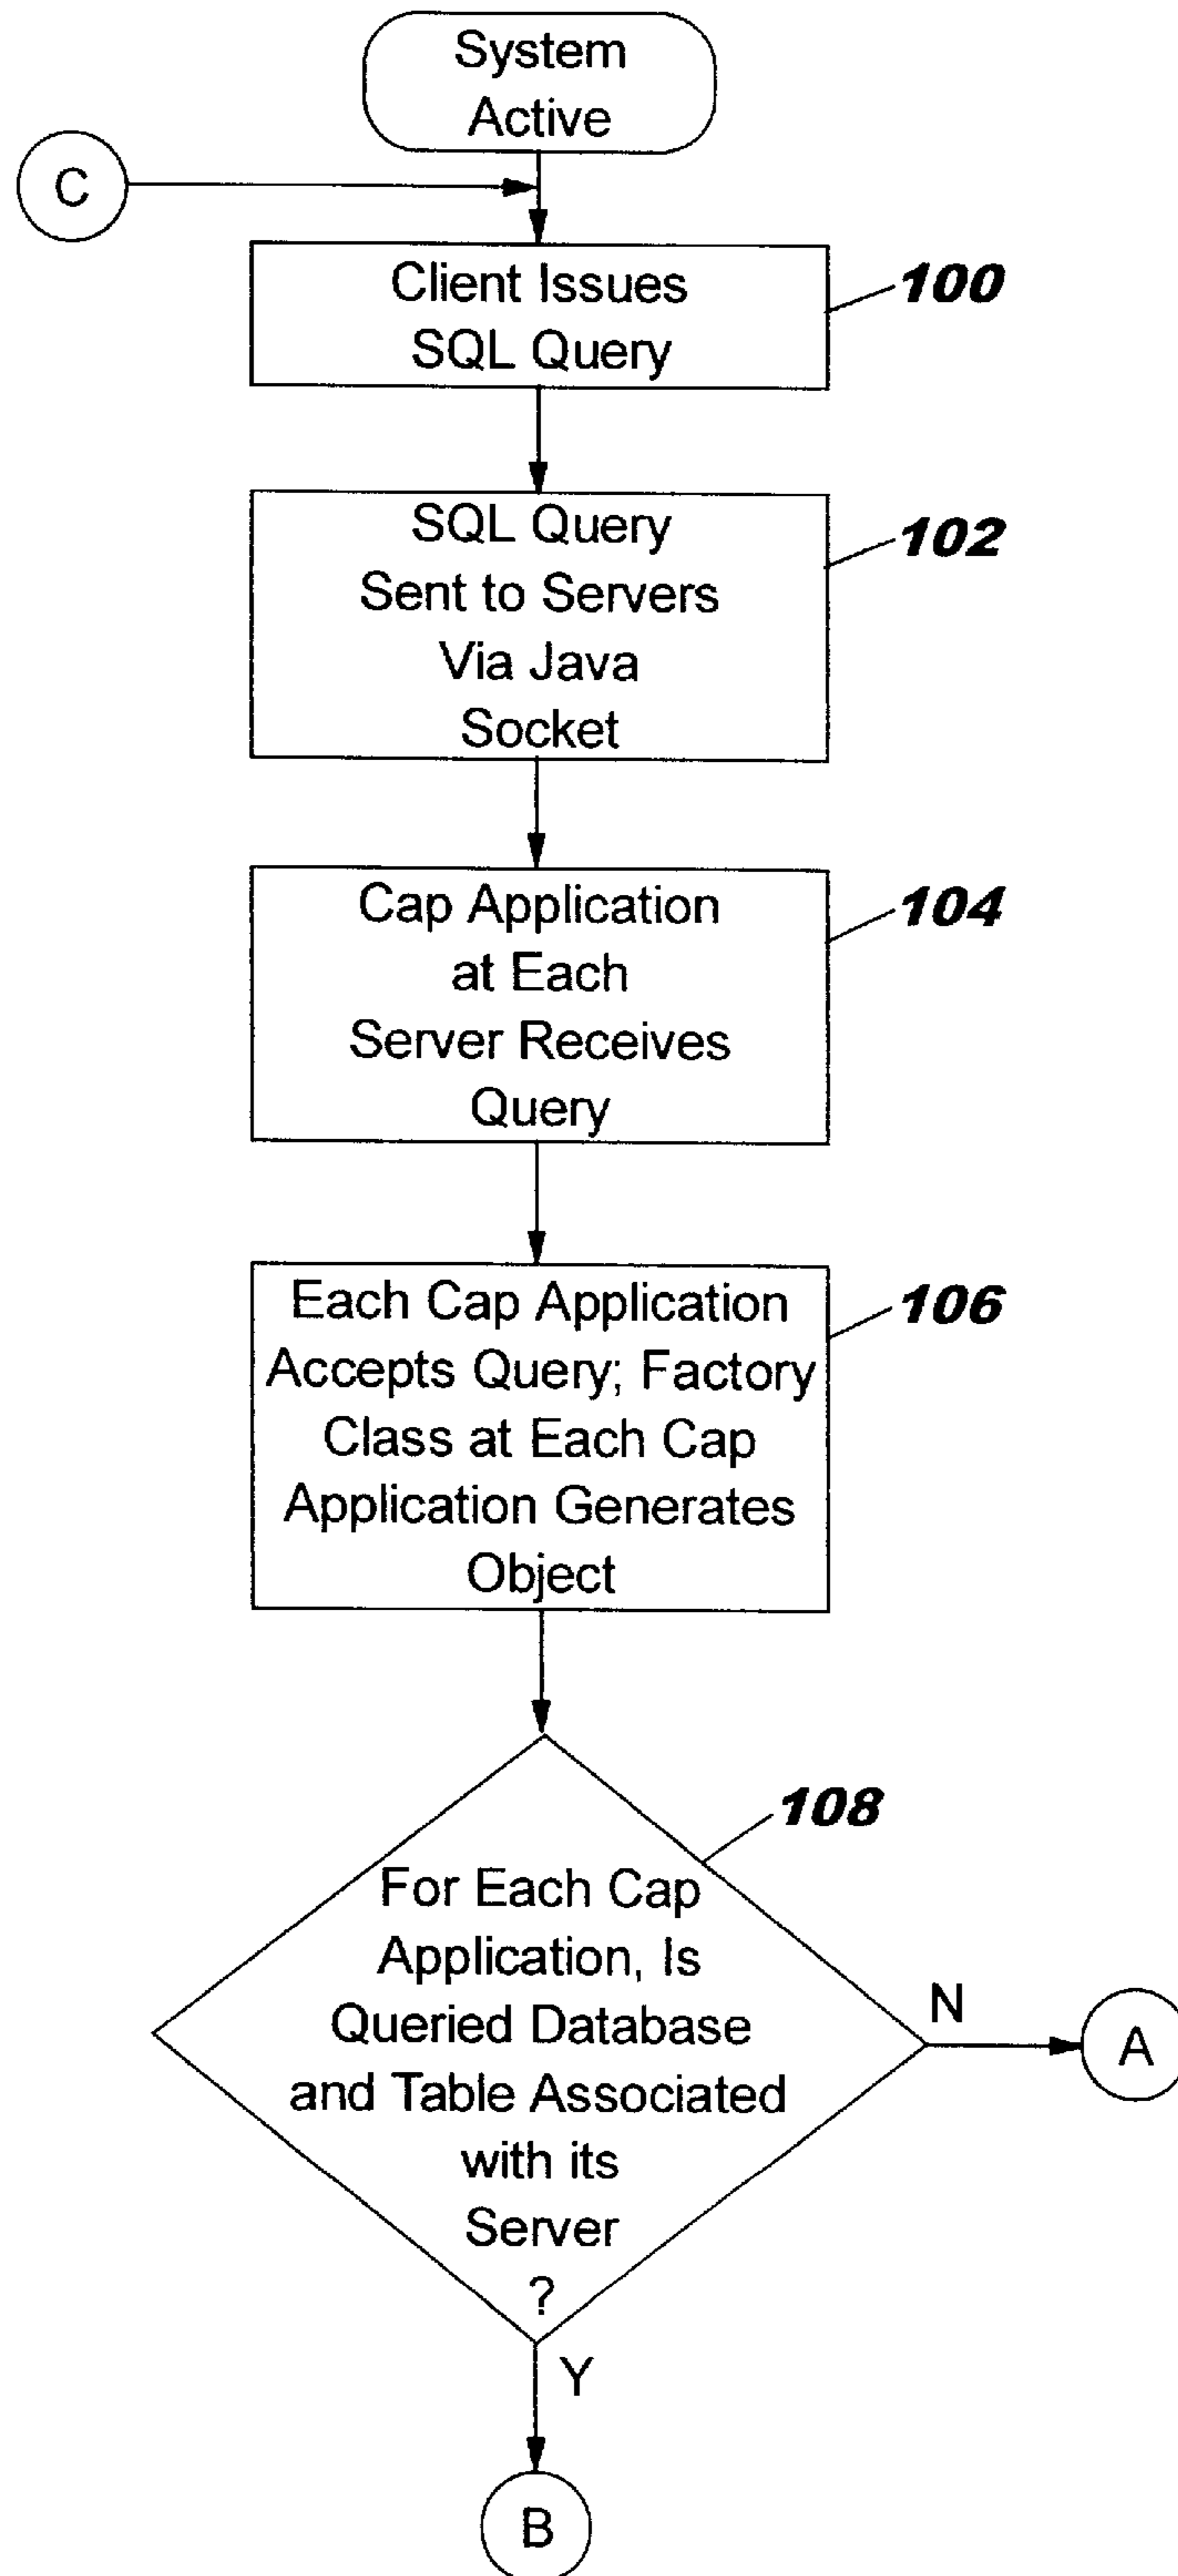 System
Active
C
Client Issues
SQL Query
100
SQL Query
Sent to Servers
Via Java
Socket
102
Cap Application
at Each
Server Receives
Query
104
Each Cap Application
Accepts Query; Factory
Class at Each Cap
Application Generates
Object
106
108
For Each Cap
Application, Is
Queried Database
and Table Associated
with its
Server
?
N
A
Y
B